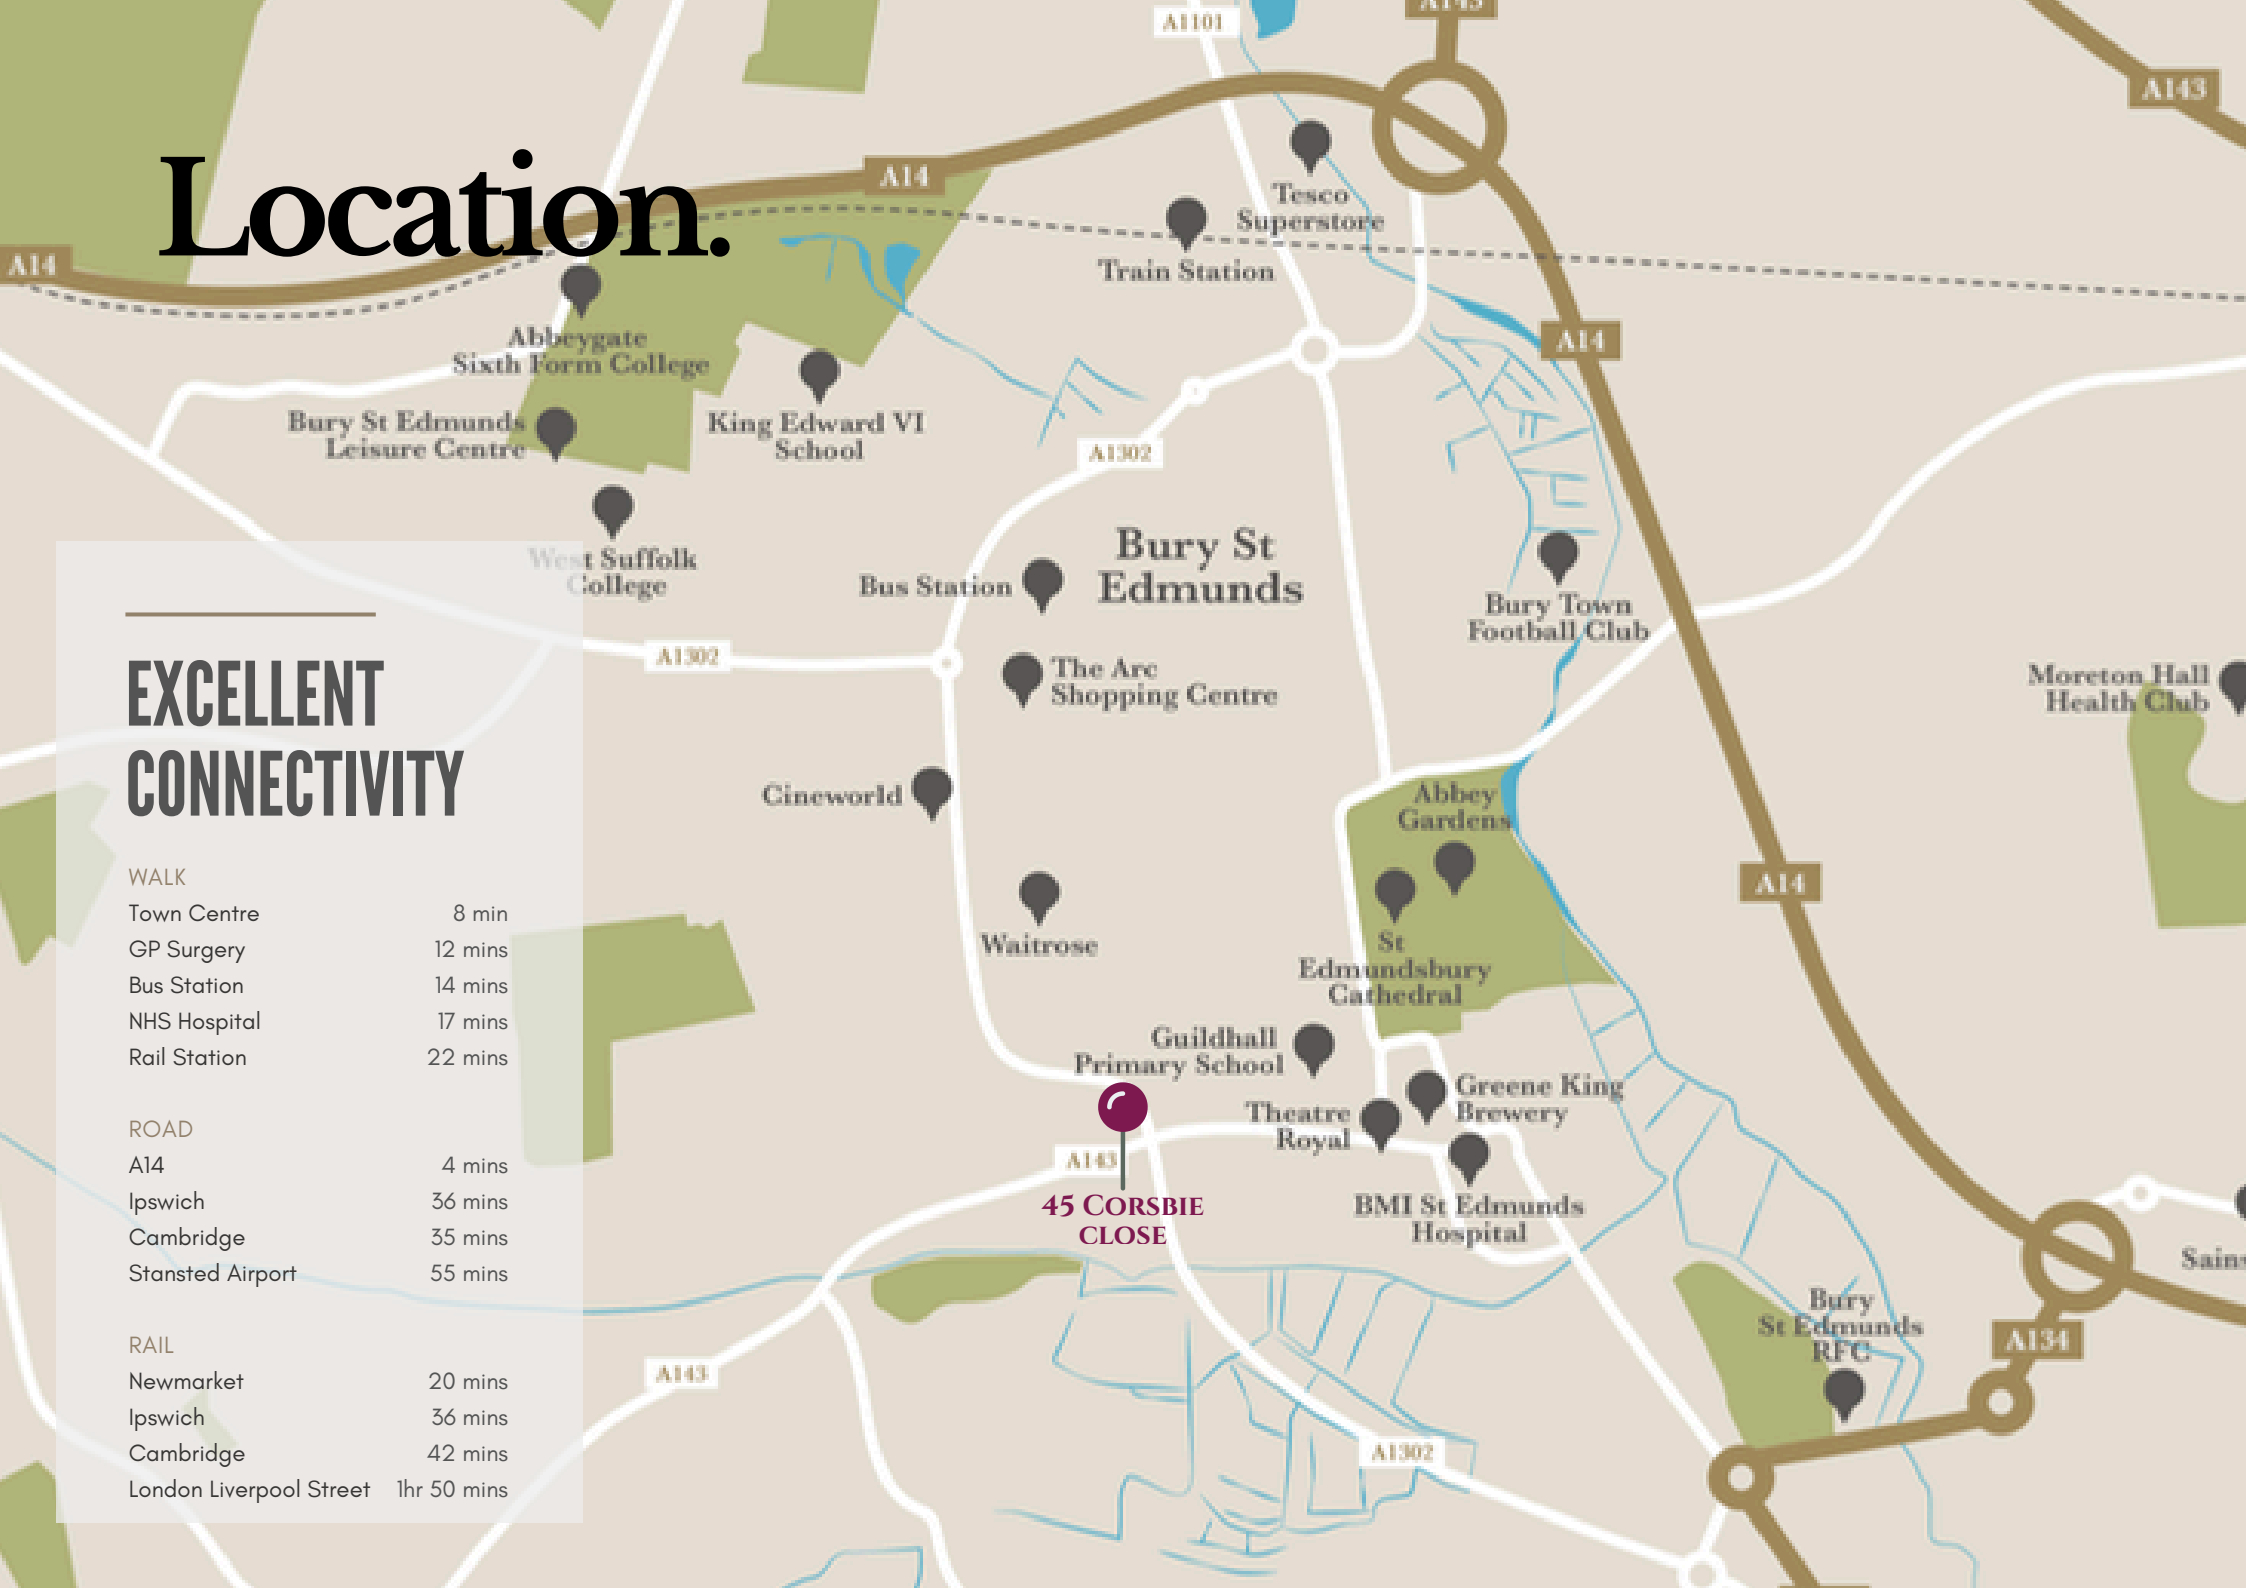 A1101
A143
A143
Location.
A14
A14
Tesco
Superstore
Train Station
A14
Abbeygate
Sixth Form College
Bury St Edmunds
Leisure Centre
King Edward VI
School
A1302
West Suffolk
College
Bus Station
Bury St
Edmunds
Bury Town
Football Club
A1302
The Arc
Shopping Centre
Moreton Hall
Health Club
Cineworld
Abbey
Gardens
A14
Waitrose
St
Edmundsbury
Cathedral
Guildhall
Primary School
Greene King
Brewery
Theatre
Royal
A143
45 CORSBIE
CLOSE
BMI St Edmunds
Hospital
Bury
St Edmunds
RFC
A134
A143
A1302
EXCELLENT
CONNECTIVITY
WALK
Town Centre 8 min
GP Surgery 12 mins
Bus Station 14 mins
NHS Hospital 17 mins
Rail Station 22 mins
ROAD
A14 4 mins
Ipswich 36 mins
Cambridge 35 mins
Stansted Airport 55 mins
RAIL
Newmarket 20 mins
Ipswich 36 mins
Cambridge 42 mins
London Liverpool Street 1hr 50 mins